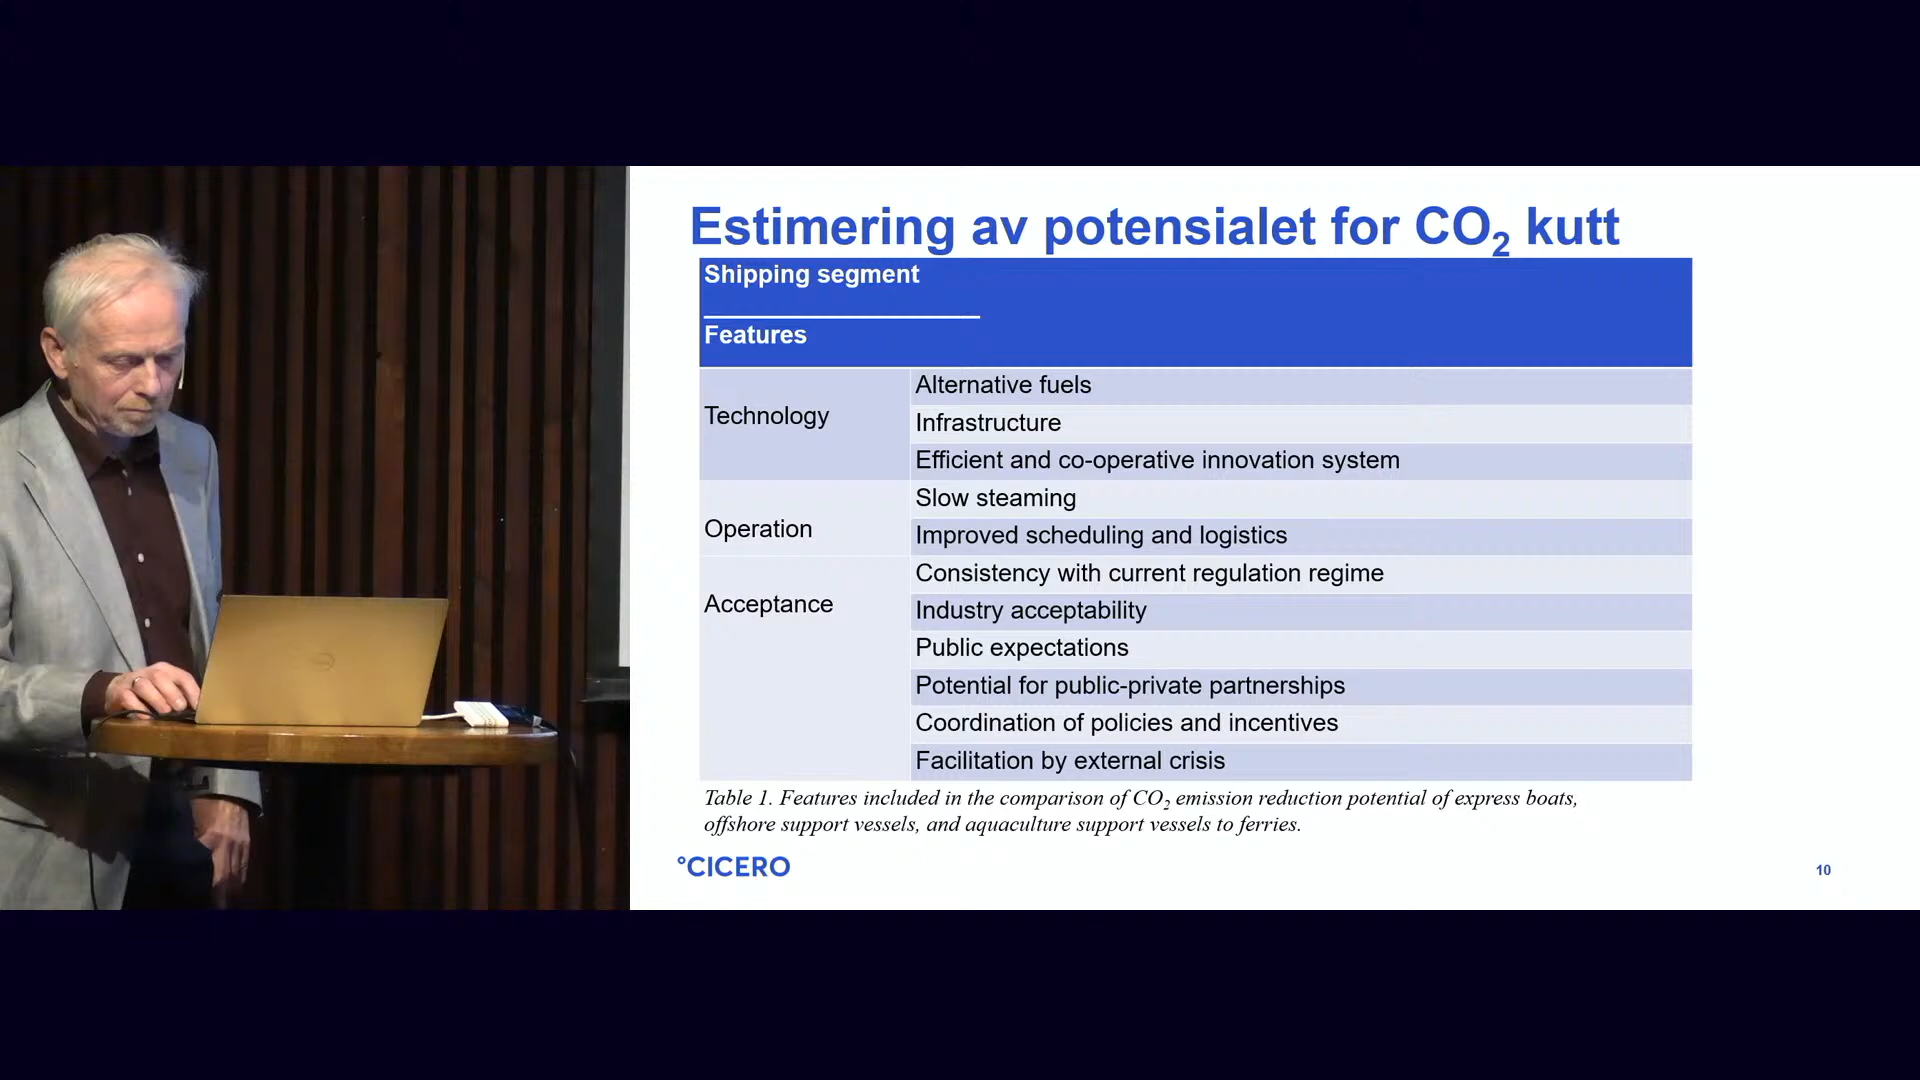 Estimering av potensialet for CO₂ kutt
Shipping segment
Features
Technology
Alternative fuels
Infrastructure
Efficient and co-operative innovation system
Operation
Slow steaming
Improved scheduling and logistics
Acceptance
Consistency with current regulation regime
Industry acceptability
Public expectations
Potential for public-private partnerships
Coordination of policies and incentives
Facilitation by external crisis
Table 1. Features included in the comparison of CO₂ emission reduction potential of express boats,
offshore support vessels, and aquaculture support vessels to ferries.
°CICERO
10